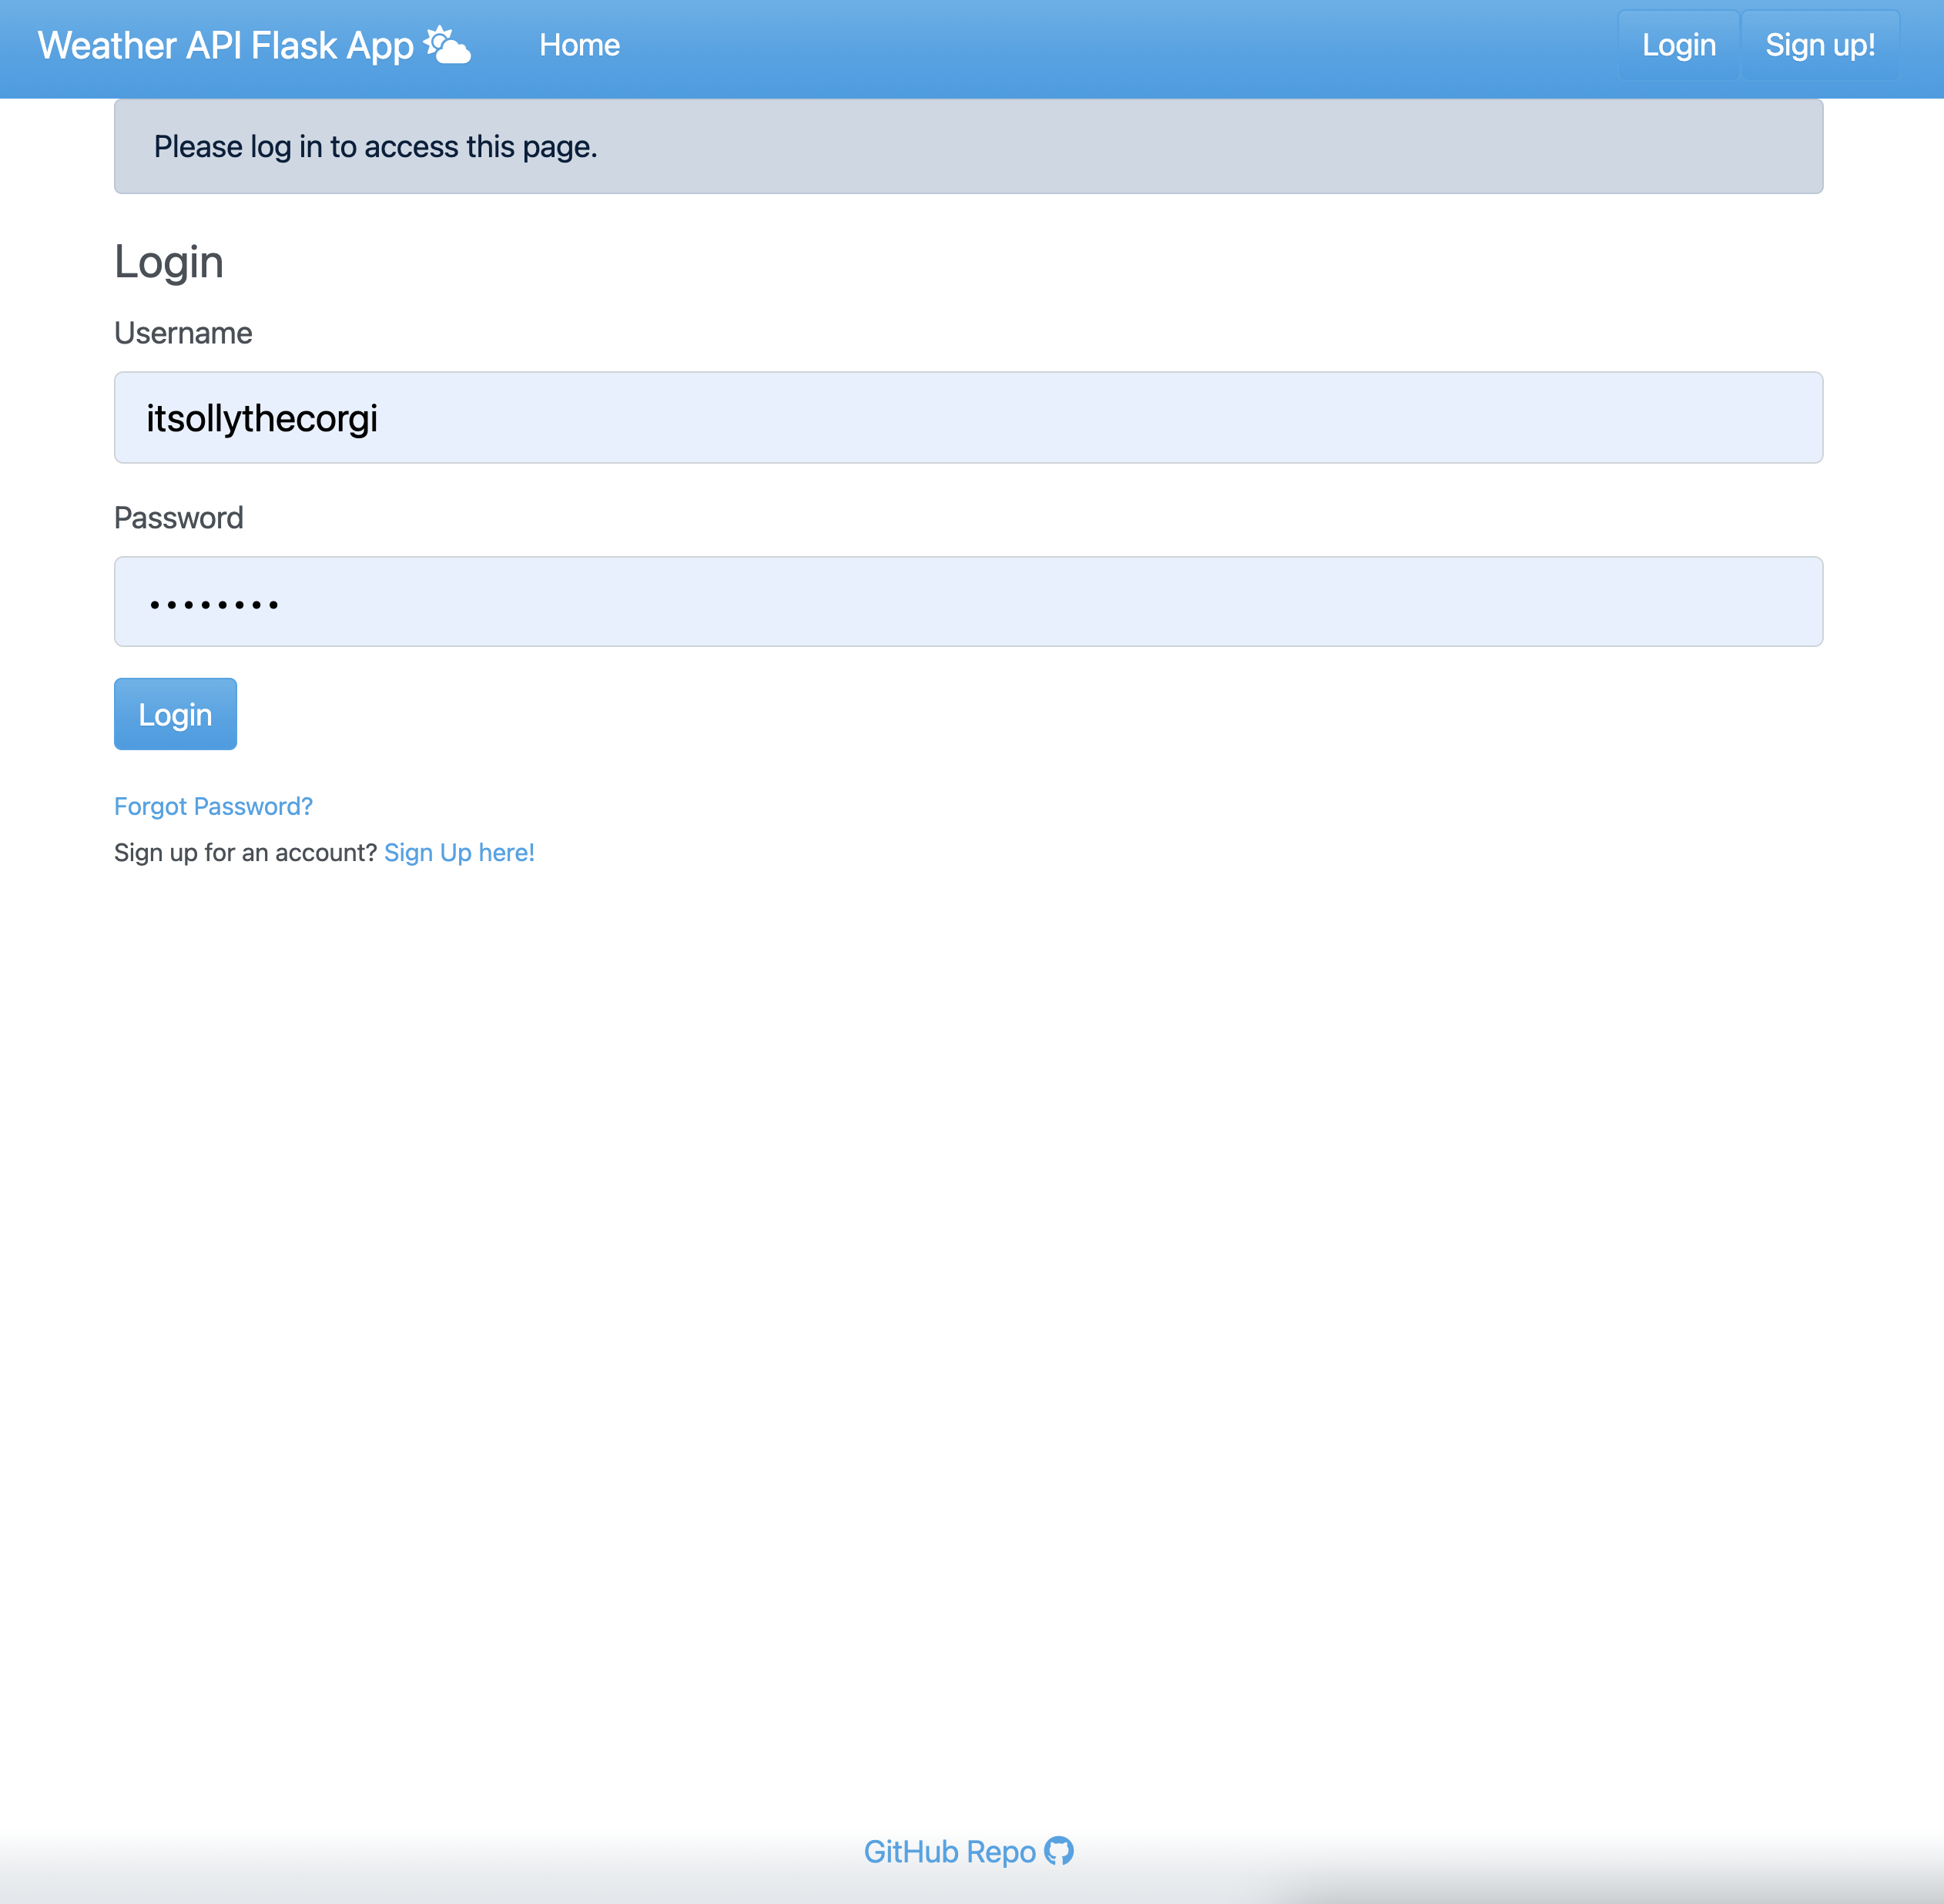 Weather API Flask App Home Login Sign up!
Please log in to access this page.
Login
Username
itsollythecorgi
Password
••••••••
Login
Forgot Password?
Sign up for an account? Sign Up here!
GitHub Repo